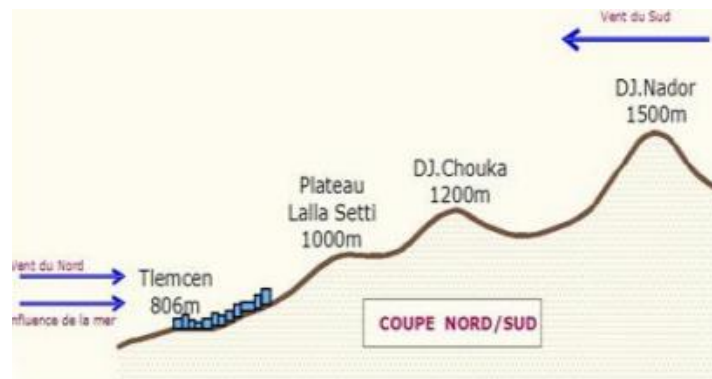 Vent du Sud
DJ.Nador
1500m
DJ.Chouka
1200m
Plateau
Lalla Setti
1000m
Vent du Nord
Tlemcen
806m
nfluence de la mer
COUPE NORD/SUD